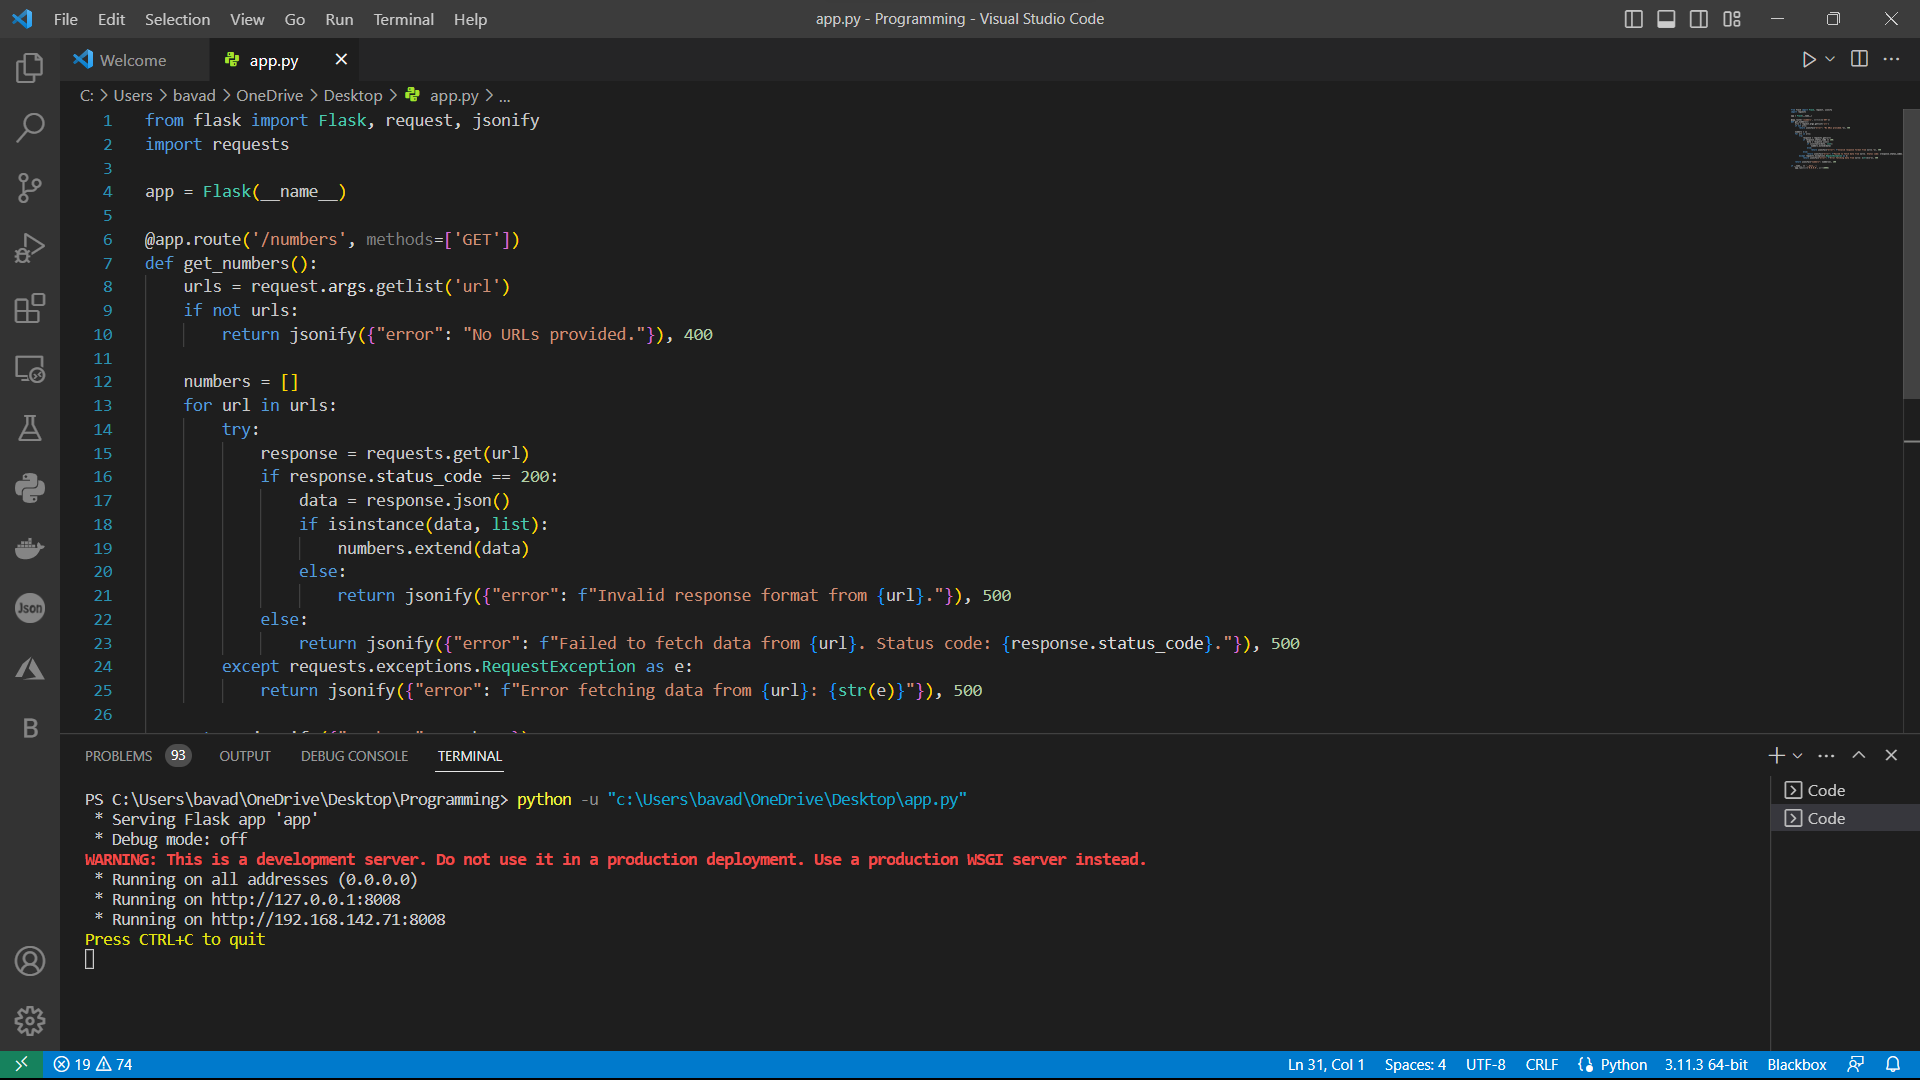 File Edit Selection View Go Run Terminal Help app.py - Programming - Visual Studio Code
Welcome app.py
C: > Users > bavad > OneDrive > Desktop > app.py > ...
1 from flask import Flask, request, jsonify
2 import requests
3
4 app = Flask(__name__)
5
6 @app.route('/numbers', methods=['GET'])
7 def get_numbers():
8 urls = request.args.getlist('url')
9 if not urls:
10 return jsonify({"error": "No URLs provided."}), 400
11
12 numbers = []
13 for url in urls:
14 try:
15 response = requests.get(url)
16 if response.status_code == 200:
17 data = response.json()
18 if isinstance(data, list):
19 numbers.extend(data)
20 else:
21 return jsonify({"error": f"Invalid response format from {url}."}), 500
22 else:
23 return jsonify({"error": f"Failed to fetch data from {url}. Status code: {response.status_code}."}), 500
24 except requests.exceptions.RequestException as e:
25 return jsonify({"error": f"Error fetching data from {url}: {str(e)}"}), 500
26
PROBLEMS 93 OUTPUT DEBUG CONSOLE TERMINAL
PS C:\Users\bavad\OneDrive\Desktop\Programming> python -u "c:\Users\bavad\OneDrive\Desktop\app.py"
* Serving Flask app 'app'
* Debug mode: off
WARNING: This is a development server. Do not use it in a production deployment. Use a production WSGI server instead.
* Running on all addresses (0.0.0.0)
* Running on http://127.0.0.1:8008
* Running on http://192.168.142.71:8008
Press CTRL+C to quit
Code
Code
Json
B
19 74 Ln 31, Col 1 Spaces: 4 UTF-8 CRLF Python 3.11.3 64-bit Blackbox